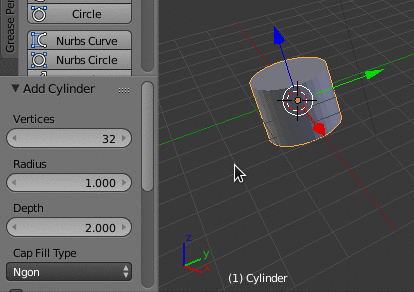 Grease Pen
Circle
Nurbs Curve
Nurbs Circle
Add Cylinder
Vertices
32
Radius
1.000
Depth
2.000
Cap Fill Type
Ngon
z
y
x
(1) Cylinder